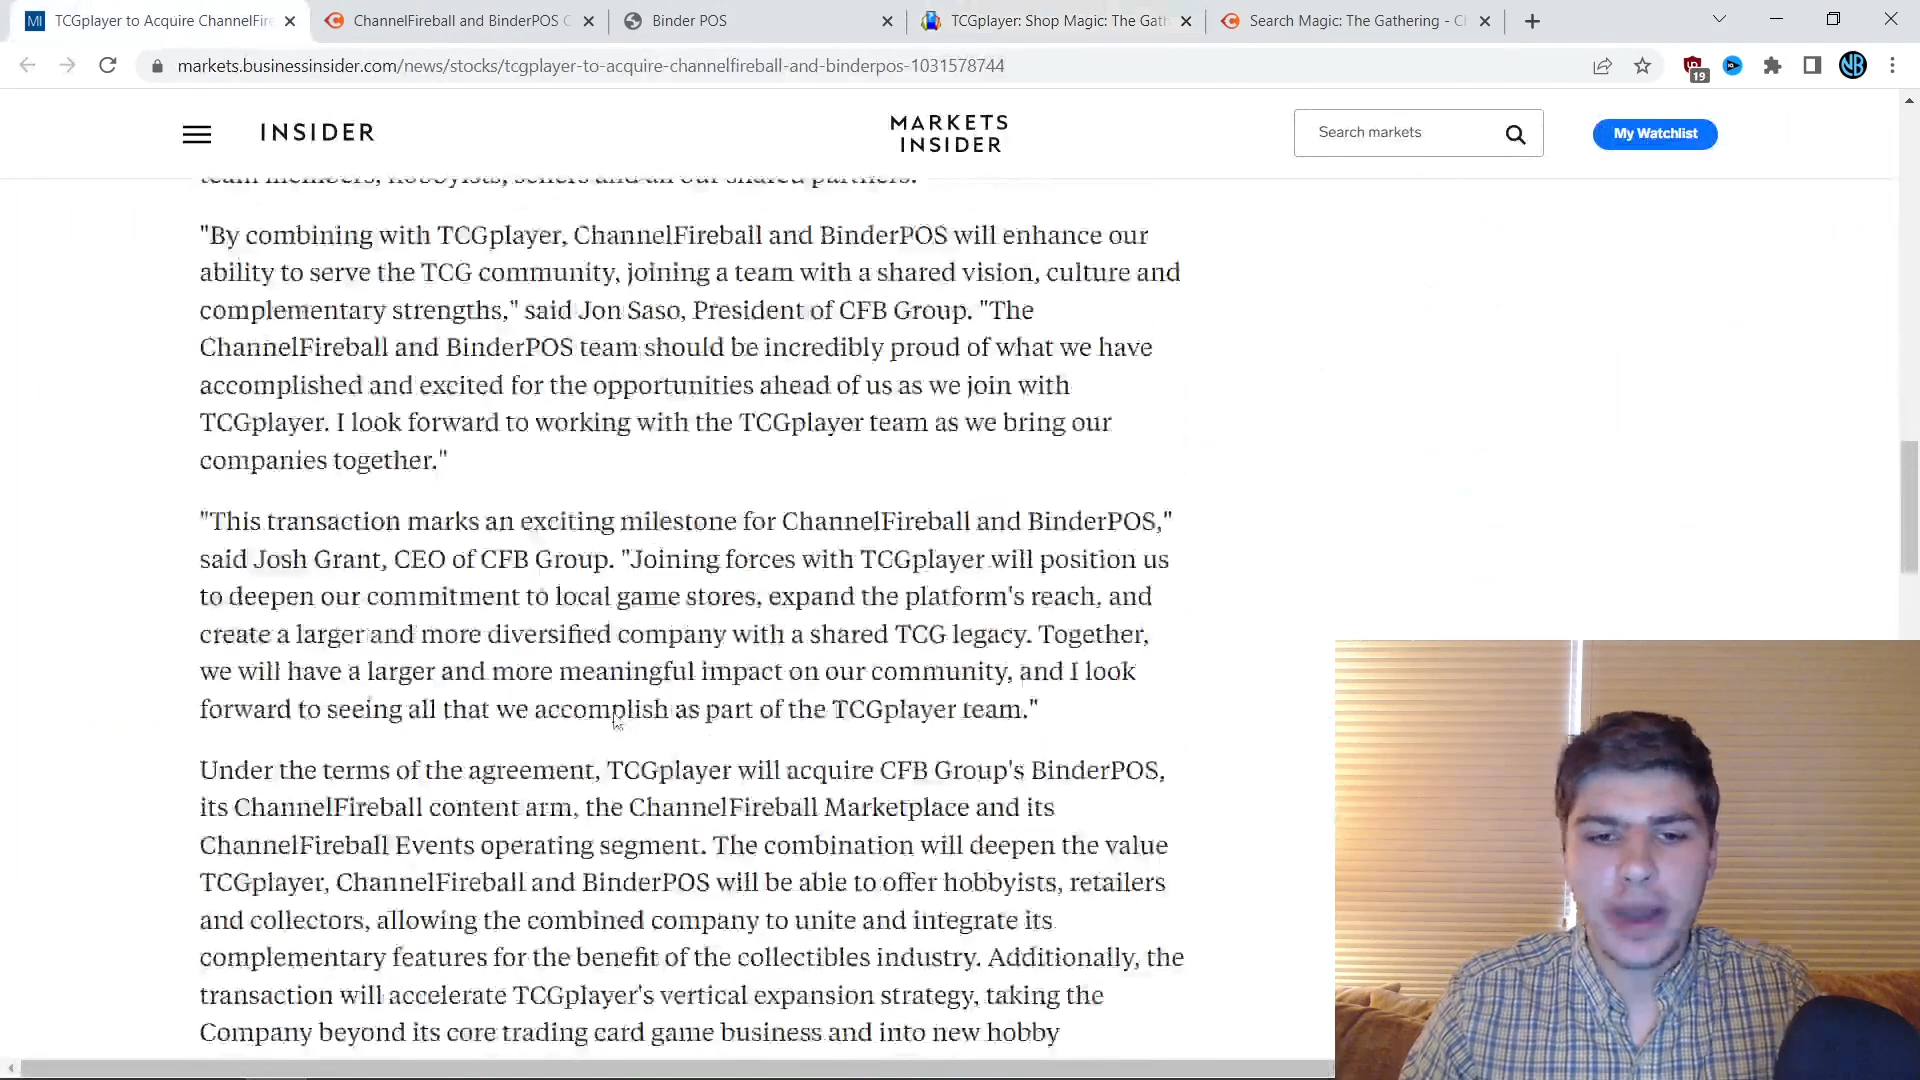 TCGplayer to Acquire ChannelFire
ChannelFireball and BinderPOS C
Binder POS
TCGplayer: Shop Magic: The Gath
Search Magic: The Gathering - C
markets.businessinsider.com/news/stocks/tcgplayer-to-acquire-channelfireball-and-binderpos-1031578744
19
NB
INSIDER
MARKETS
INSIDER
Search markets
My Watchlist
team members, hobbyists, sellers and all our shared partners.
"By combining with TCGplayer, ChannelFireball and BinderPOS will enhance our
ability to serve the TCG community, joining a team with a shared vision, culture and
complementary strengths," said Jon Saso, President of CFB Group. "The
ChannelFireball and BinderPOS team should be incredibly proud of what we have
accomplished and excited for the opportunities ahead of us as we join with
TCGplayer. I look forward to working with the TCGplayer team as we bring our
companies together."
"This transaction marks an exciting milestone for ChannelFireball and BinderPOS,"
said Josh Grant, CEO of CFB Group. "Joining forces with TCGplayer will position us
to deepen our commitment to local game stores, expand the platform's reach, and
create a larger and more diversified company with a shared TCG legacy. Together,
we will have a larger and more meaningful impact on our community, and I look
forward to seeing all that we accomplish as part of the TCGplayer team."
Under the terms of the agreement, TCGplayer will acquire CFB Group's BinderPOS,
its ChannelFireball content arm, the ChannelFireball Marketplace and its
ChannelFireball Events operating segment. The combination will deepen the value
TCGplayer, ChannelFireball and BinderPOS will be able to offer hobbyists, retailers
and collectors, allowing the combined company to unite and integrate its
complementary features for the benefit of the collectibles industry. Additionally, the
transaction will accelerate TCGplayer's vertical expansion strategy, taking the
Company beyond its core trading card game business and into new hobby